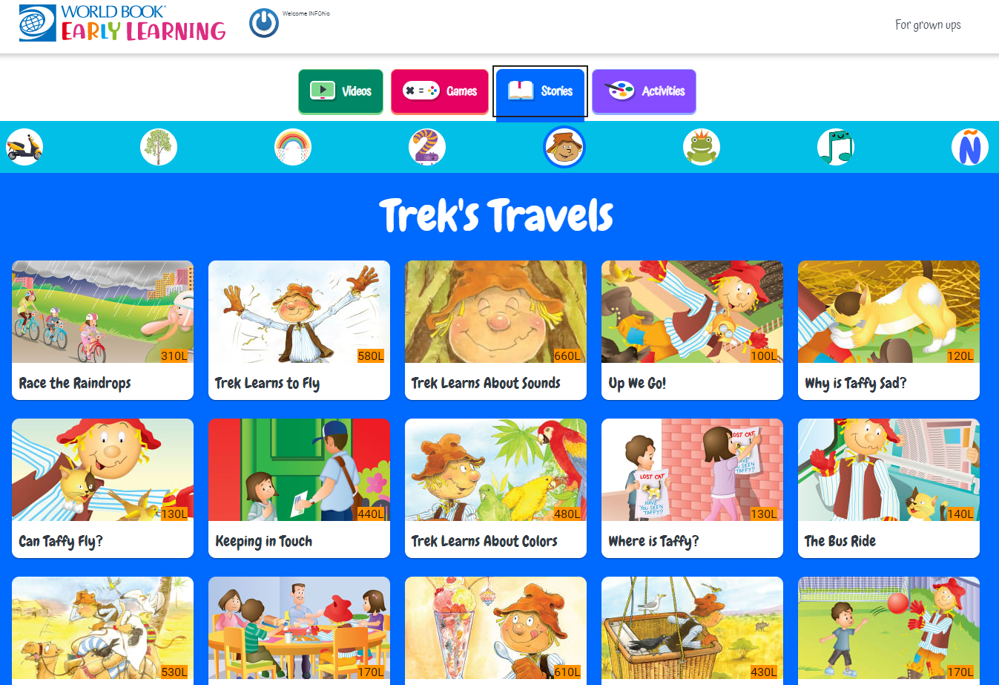 WORLD BOOK®
EARLY LEARNING
Welcome INFOhio
For grown ups
Videos
Games
Stories
Activities
2
Ñ
Trek's Travels
310L
580L
660L
100L
120L
Race the Raindrops
Trek Learns to Fly
Trek Learns About Sounds
Up We Go!
Why is Taffy Sad?
LOST CAT
HAVE YOU SEEN TAFFY?
OST CAT
HAVE
U SEEN
TAFFY?
130L
440L
480L
130L
140L
Can Taffy Fly?
Keeping in Touch
Trek Learns About Colors
Where is Taffy?
The Bus Ride
530L
170L
610L
430L
170L